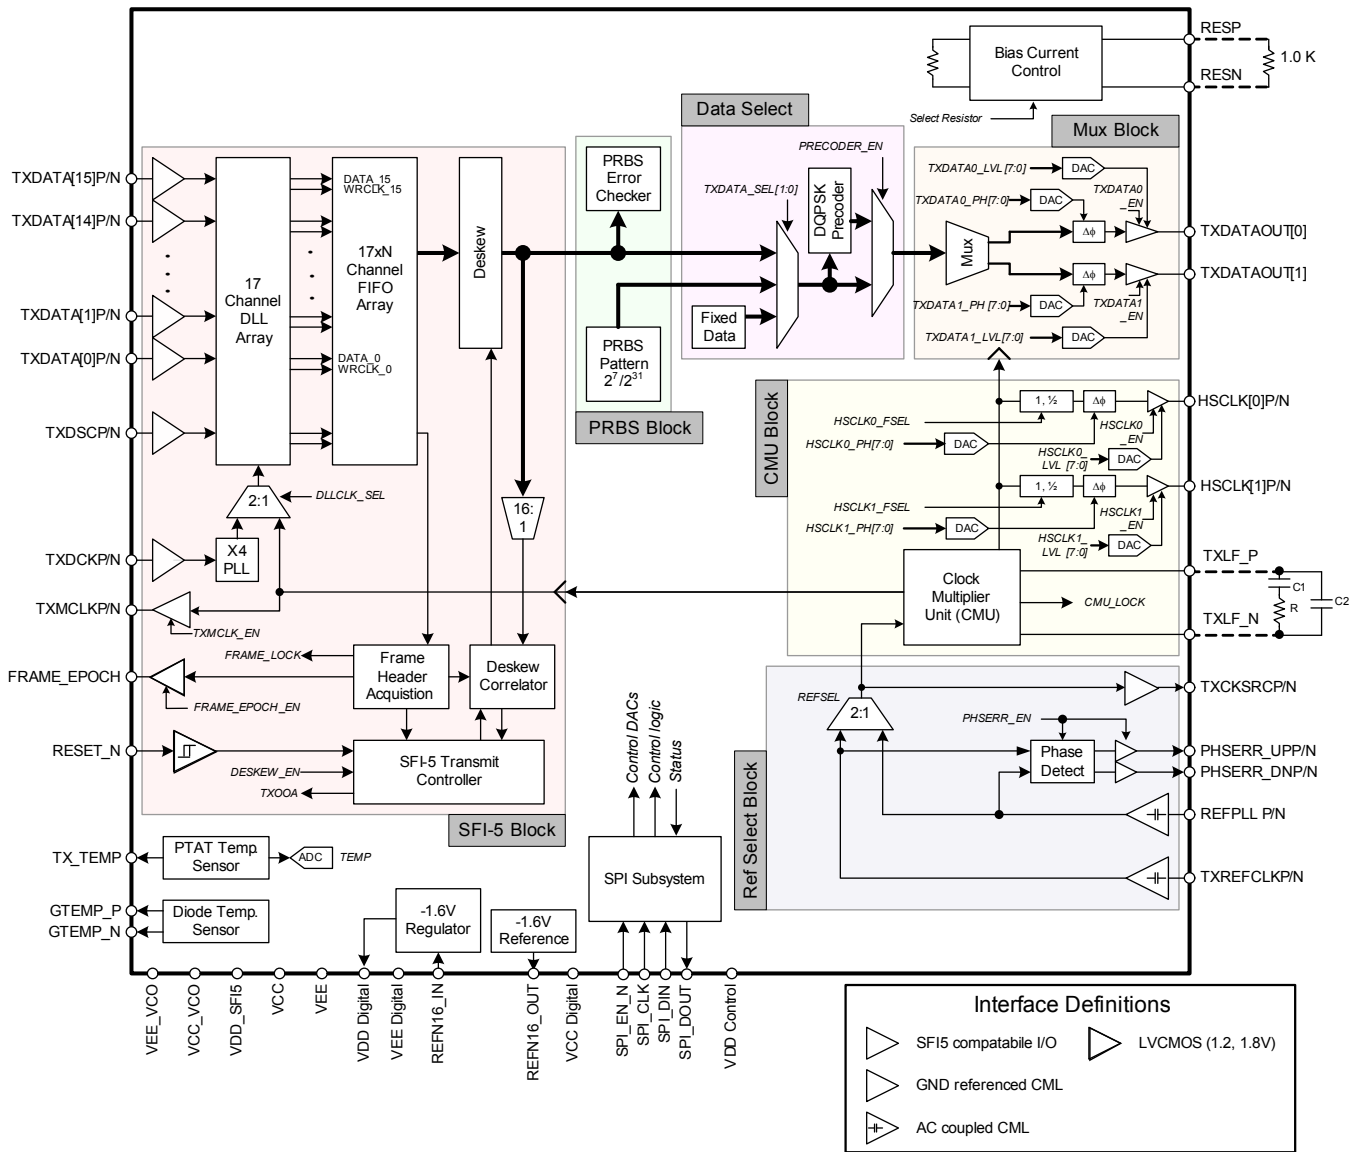 RESP
Bias Current
Control
1.0 K
RESN
Select Resistor
Data Select
Mux Block
PRBS
Error
Checker
PRECODER_EN
TXDATA_SEL[1:0]
DQPSK
Precoder
TXDATA0_LVL [7:0]
DAC
TXDATA0_PH[7:0]
DAC
TXDATA0
_EN
Δϕ
TXDATAOUT[0]
Mux
Δϕ
TXDATAOUT[1]
TXDATA1
_EN
TXDATA1_PH [7:0]
DAC
TXDATA1_LVL[7:0]
DAC
TXDATA[15]P/N
TXDATA[14]P/N
TXDATA[1]P/N
TXDATA[0]P/N
TXDSCP/N
17
Channel
DLL
Array
DATA_15
WRCLK_15
17xN
Channel
FIFO
Array
DATA_0
WRCLK_0
Deskew
Fixed
Data
PRBS
Pattern
2^7/2^31
PRBS Block
CMU Block
1, ½
Δϕ
HSCLK[0]P/N
HSCLK0_FSEL
HSCLK0
_EN
HSCLK0_PH[7:0]
DAC
HSCLK0_
LVL [7:0]
DAC
1, ½
Δϕ
HSCLK[1]P/N
HSCLK1_FSEL
HSCLK1
_EN
HSCLK1_PH[7:0]
DAC
HSCLK1_
LVL [7:0]
DAC
2:1
DLLCLK_SEL
16:
1
TXDCKP/N
X4
PLL
TXMCLKP/N
TXMCLK_EN
Clock
Multiplier
Unit (CMU)
CMU_LOCK
TXLF_P
C1
R
C2
TXLF_N
FRAME_LOCK
FRAME_EPOCH
FRAME_EPOCH_EN
Frame
Header
Acquistion
Deskew
Correlator
RESET_N
DESKEW_EN
TXOOA
SFI-5 Transmit
Controller
SFI-5 Block
Control DACs
Control logic
Status
Ref Select Block
REFSEL
2:1
TXCKSRCP/N
PHSERR_EN
Phase
Detect
PHSERR_UPP/N
PHSERR_DNP/N
REFPLL P/N
TXREFCLKP/N
TX_TEMP
PTAT Temp.
Sensor
ADC
TEMP
GTEMP_P
GTEMP_N
Diode Temp.
Sensor
-1.6V
Regulator
-1.6V
Reference
SPI Subsystem
VEE_VCO
VCC_VCO
VDD_SFI5
VCC
VEE
VDD Digital
VEE Digital
REFN16_IN
REFN16_OUT
VCC Digital
SPI_EN_N
SPI_CLK
SPI_DIN
SPI_DOUT
VDD Control
Interface Definitions
SFI5 compatabile I/O
LVCMOS (1.2, 1.8V)
GND referenced CML
AC coupled CML